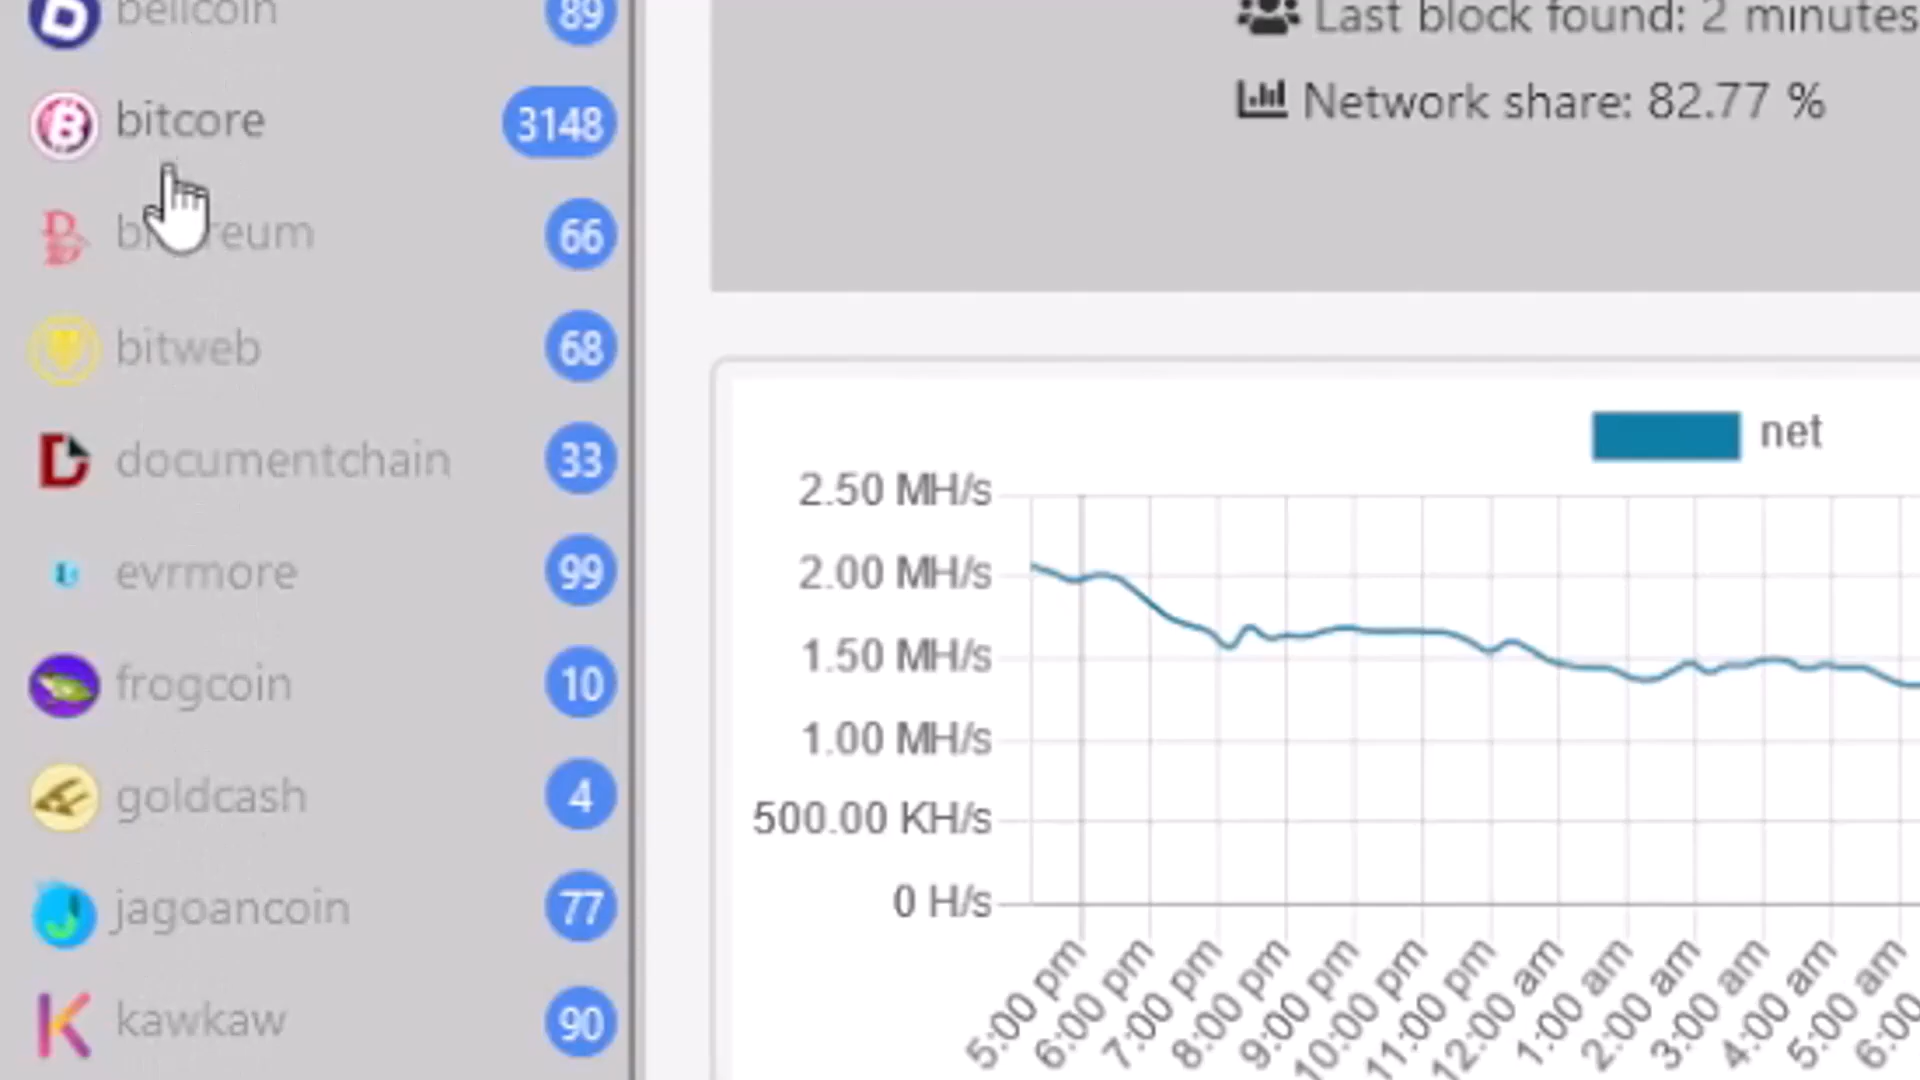 bellcoin 89
bitcore 3148
66
bitweb 68
documentchain 33
evrmore 99
frogcoin 10
goldcash 4
jagoancoin 77
kawkaw 90
Last block found: 2 minutes
Network share: 82.77 %
net
2.50 MH/s
2.00 MH/s
1.50 MH/s
1.00 MH/s
500.00 KH/s
0 H/s
5:00 pm
6:00 pm
7:00 pm
8:00 pm
9:00 pm
10:00 pm
11:00 pm
12:00 am
1:00 am
2:00 am
3:00 am
4:00 am
5:00 am
6:00